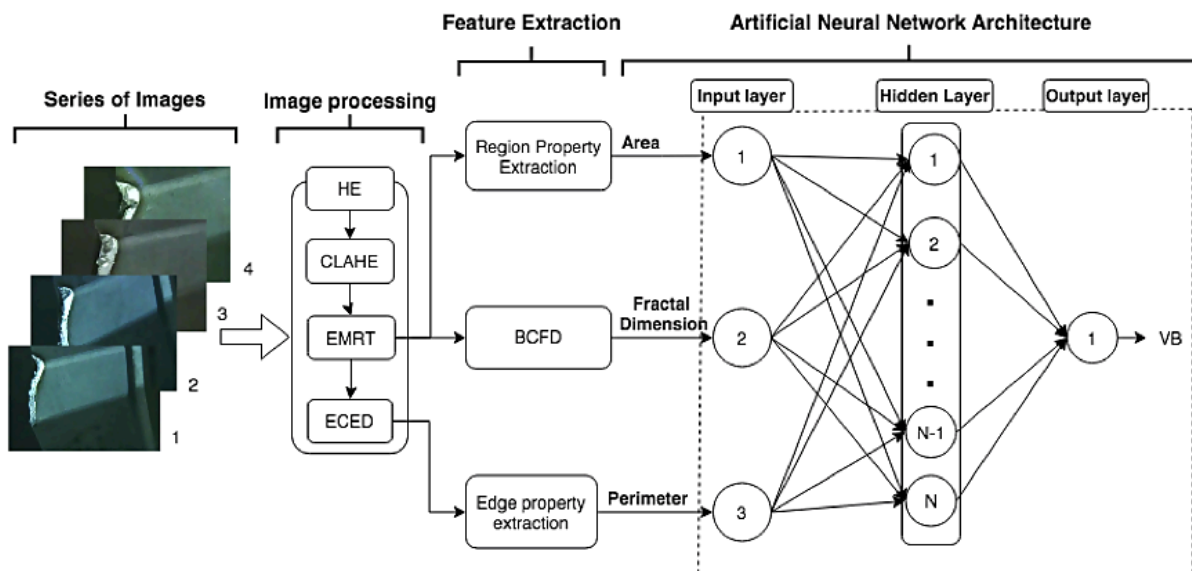 Feature Extraction
Artificial Neural Network Architecture
Series of Images
Image processing
Input layer
Hidden Layer
Output layer
HE
CLAHE
EMRT
ECED
Region Property
Extraction
BCFD
Edge property
extraction
Area
Fractal
Dimension
Perimeter
4
3
2
1
1
2
3
1
2
N-1
N
1
VB